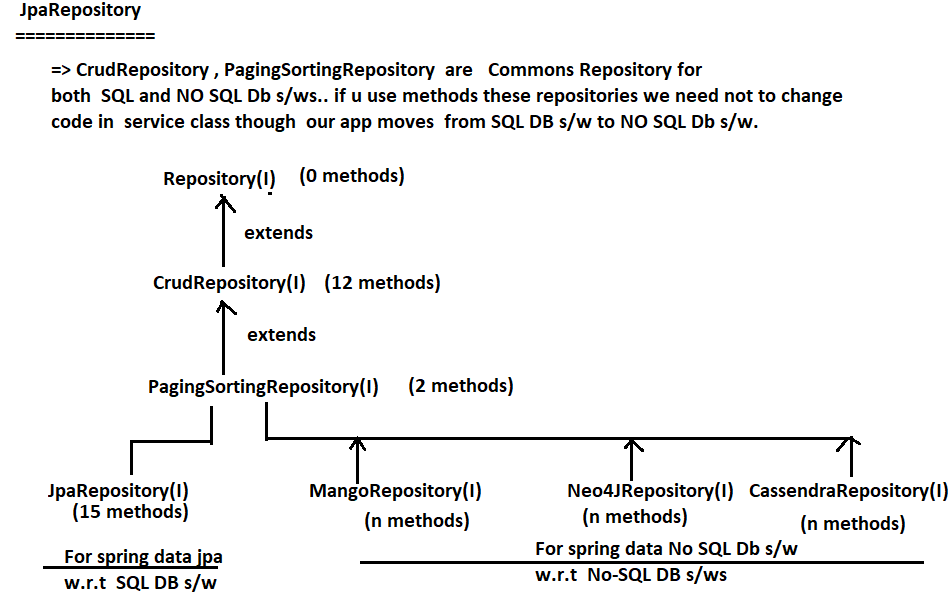 JpaRepository
==============
=> CrudRepository , PagingSortingRepository are Commons Repository for
both SQL and NO SQL Db s/ws.. if u use methods these repositories we need not to change
code in service class though our app moves from SQL DB s/w to NO SQL Db s/w.
Repository(I) (0 methods)
extends
CrudRepository(I) (12 methods)
extends
PagingSortingRepository(I) (2 methods)
JpaRepository(I) MangoRepository(I) Neo4JRepository(I) CassendraRepository(I)
(15 methods) (n methods) (n methods) (n methods)
For spring data jpa For spring data No SQL Db s/w
w.r.t SQL DB s/w w.r.t No-SQL DB s/ws